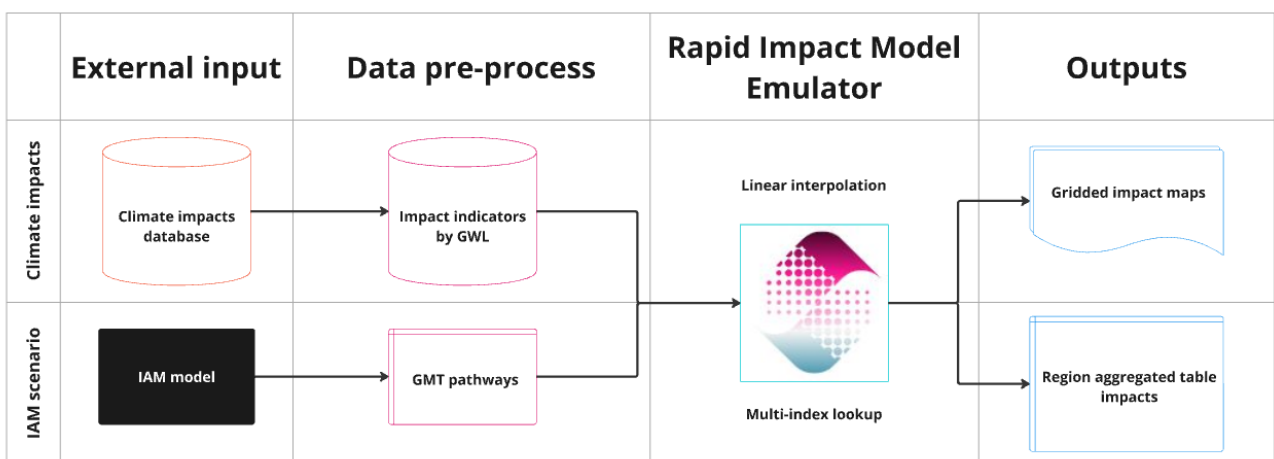 External input
Data pre-process
Rapid Impact Model
Emulator
Outputs
Climate impacts
Climate impacts
database
Impact indicators
by GWL
Linear interpolation
Gridded impact maps
IAM scenario
IAM model
GMT pathways
Multi-index lookup
Region aggregated table
impacts